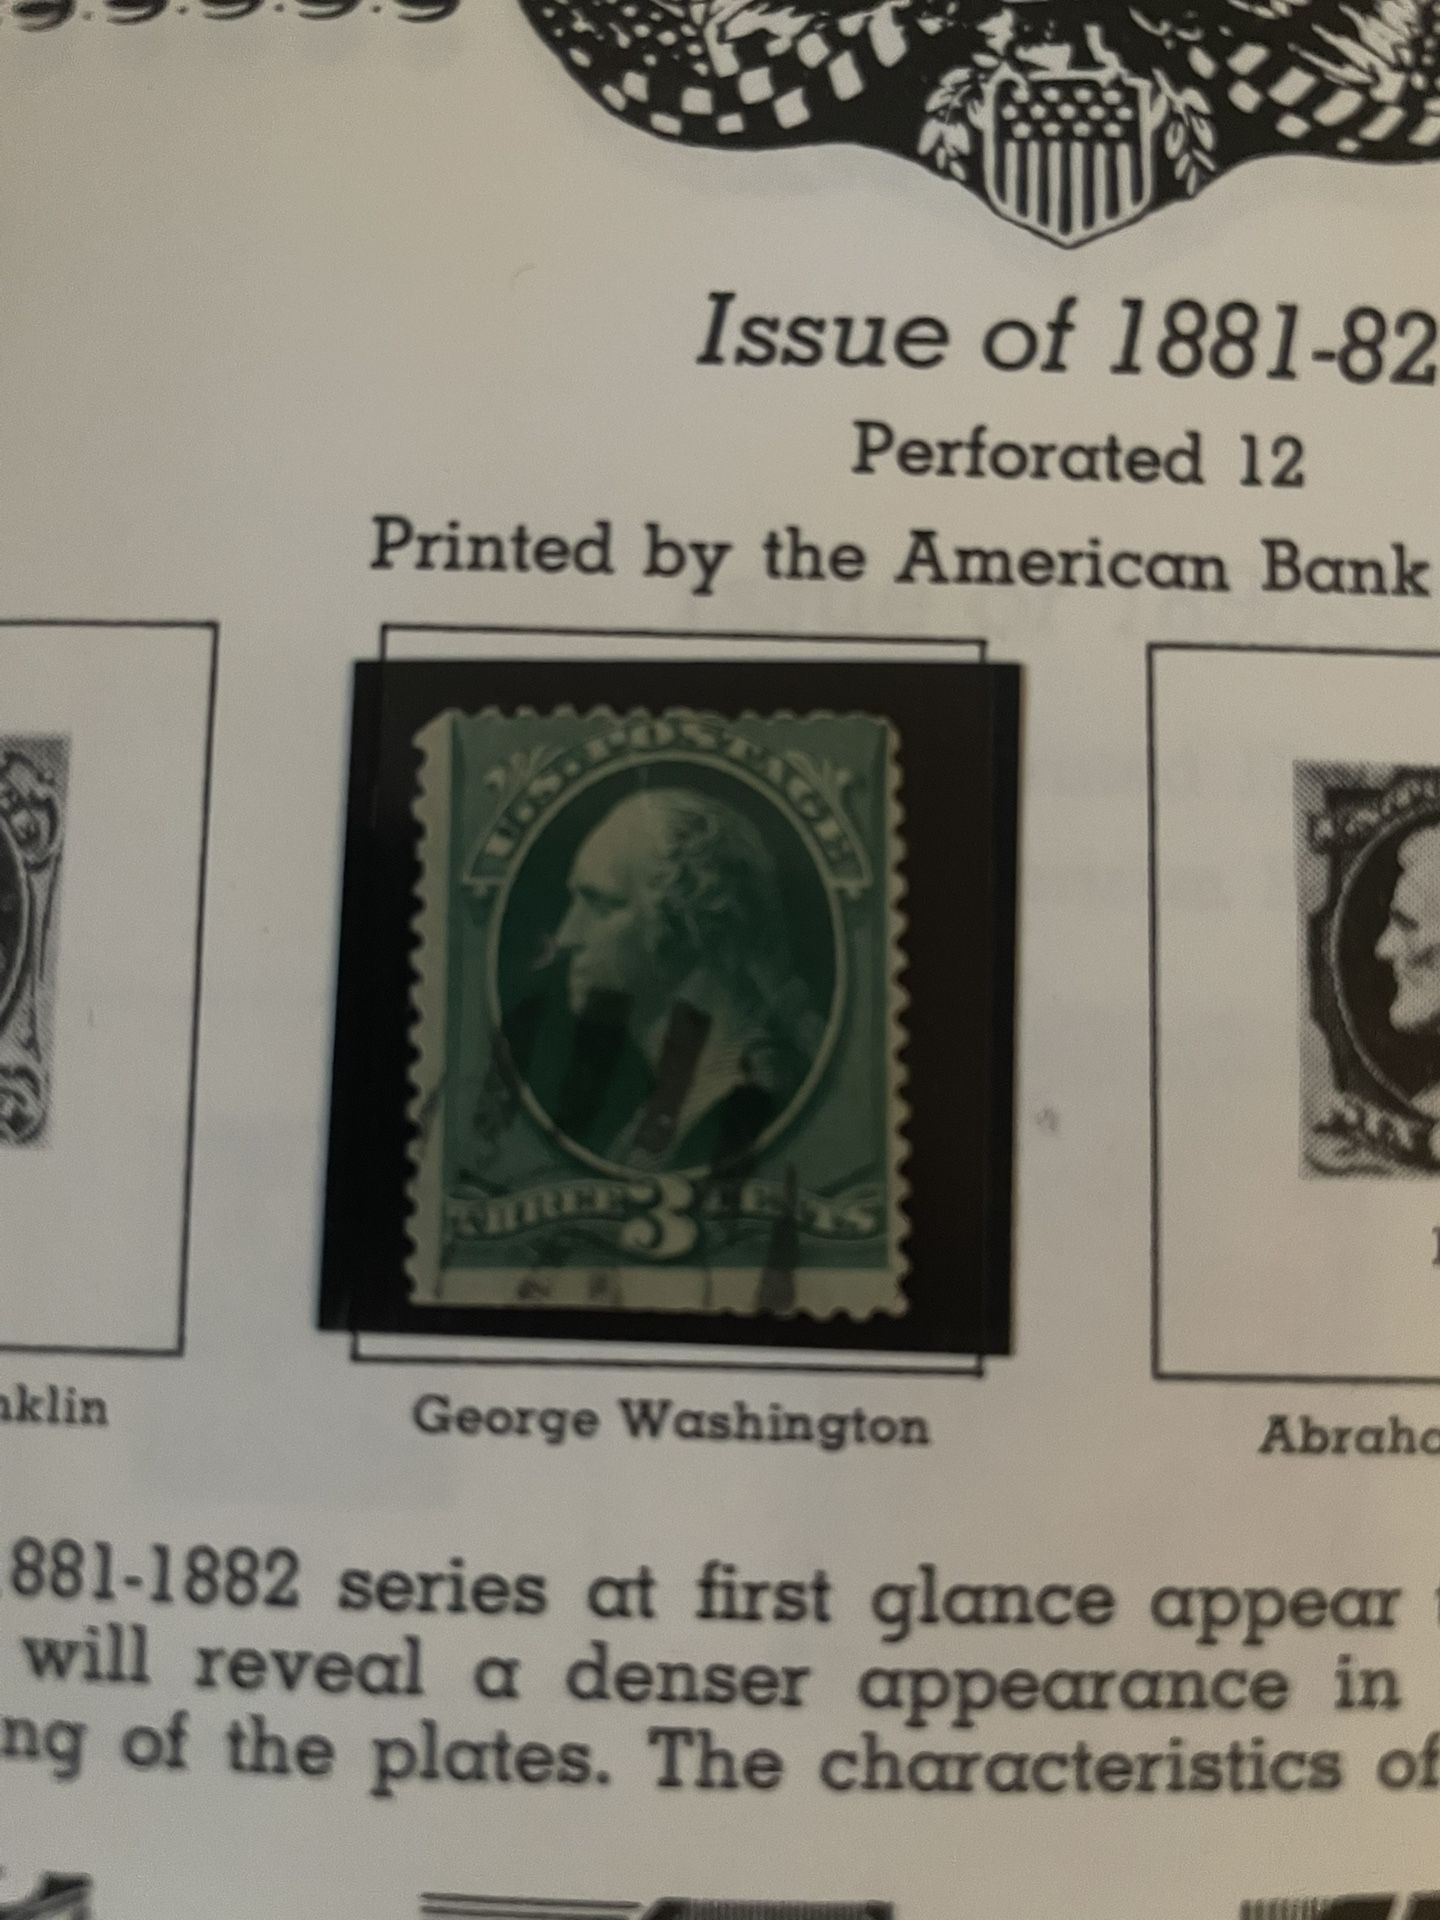 Issue of 1881-82
Perforated 12
Printed by the American Bank
U.S. POSTAGE
THREE 3 CENTS
nklin
George Washington
Abraha
1881-1882 series at first glance appear
will reveal a denser appearance in
ng of the plates. The characteristics of